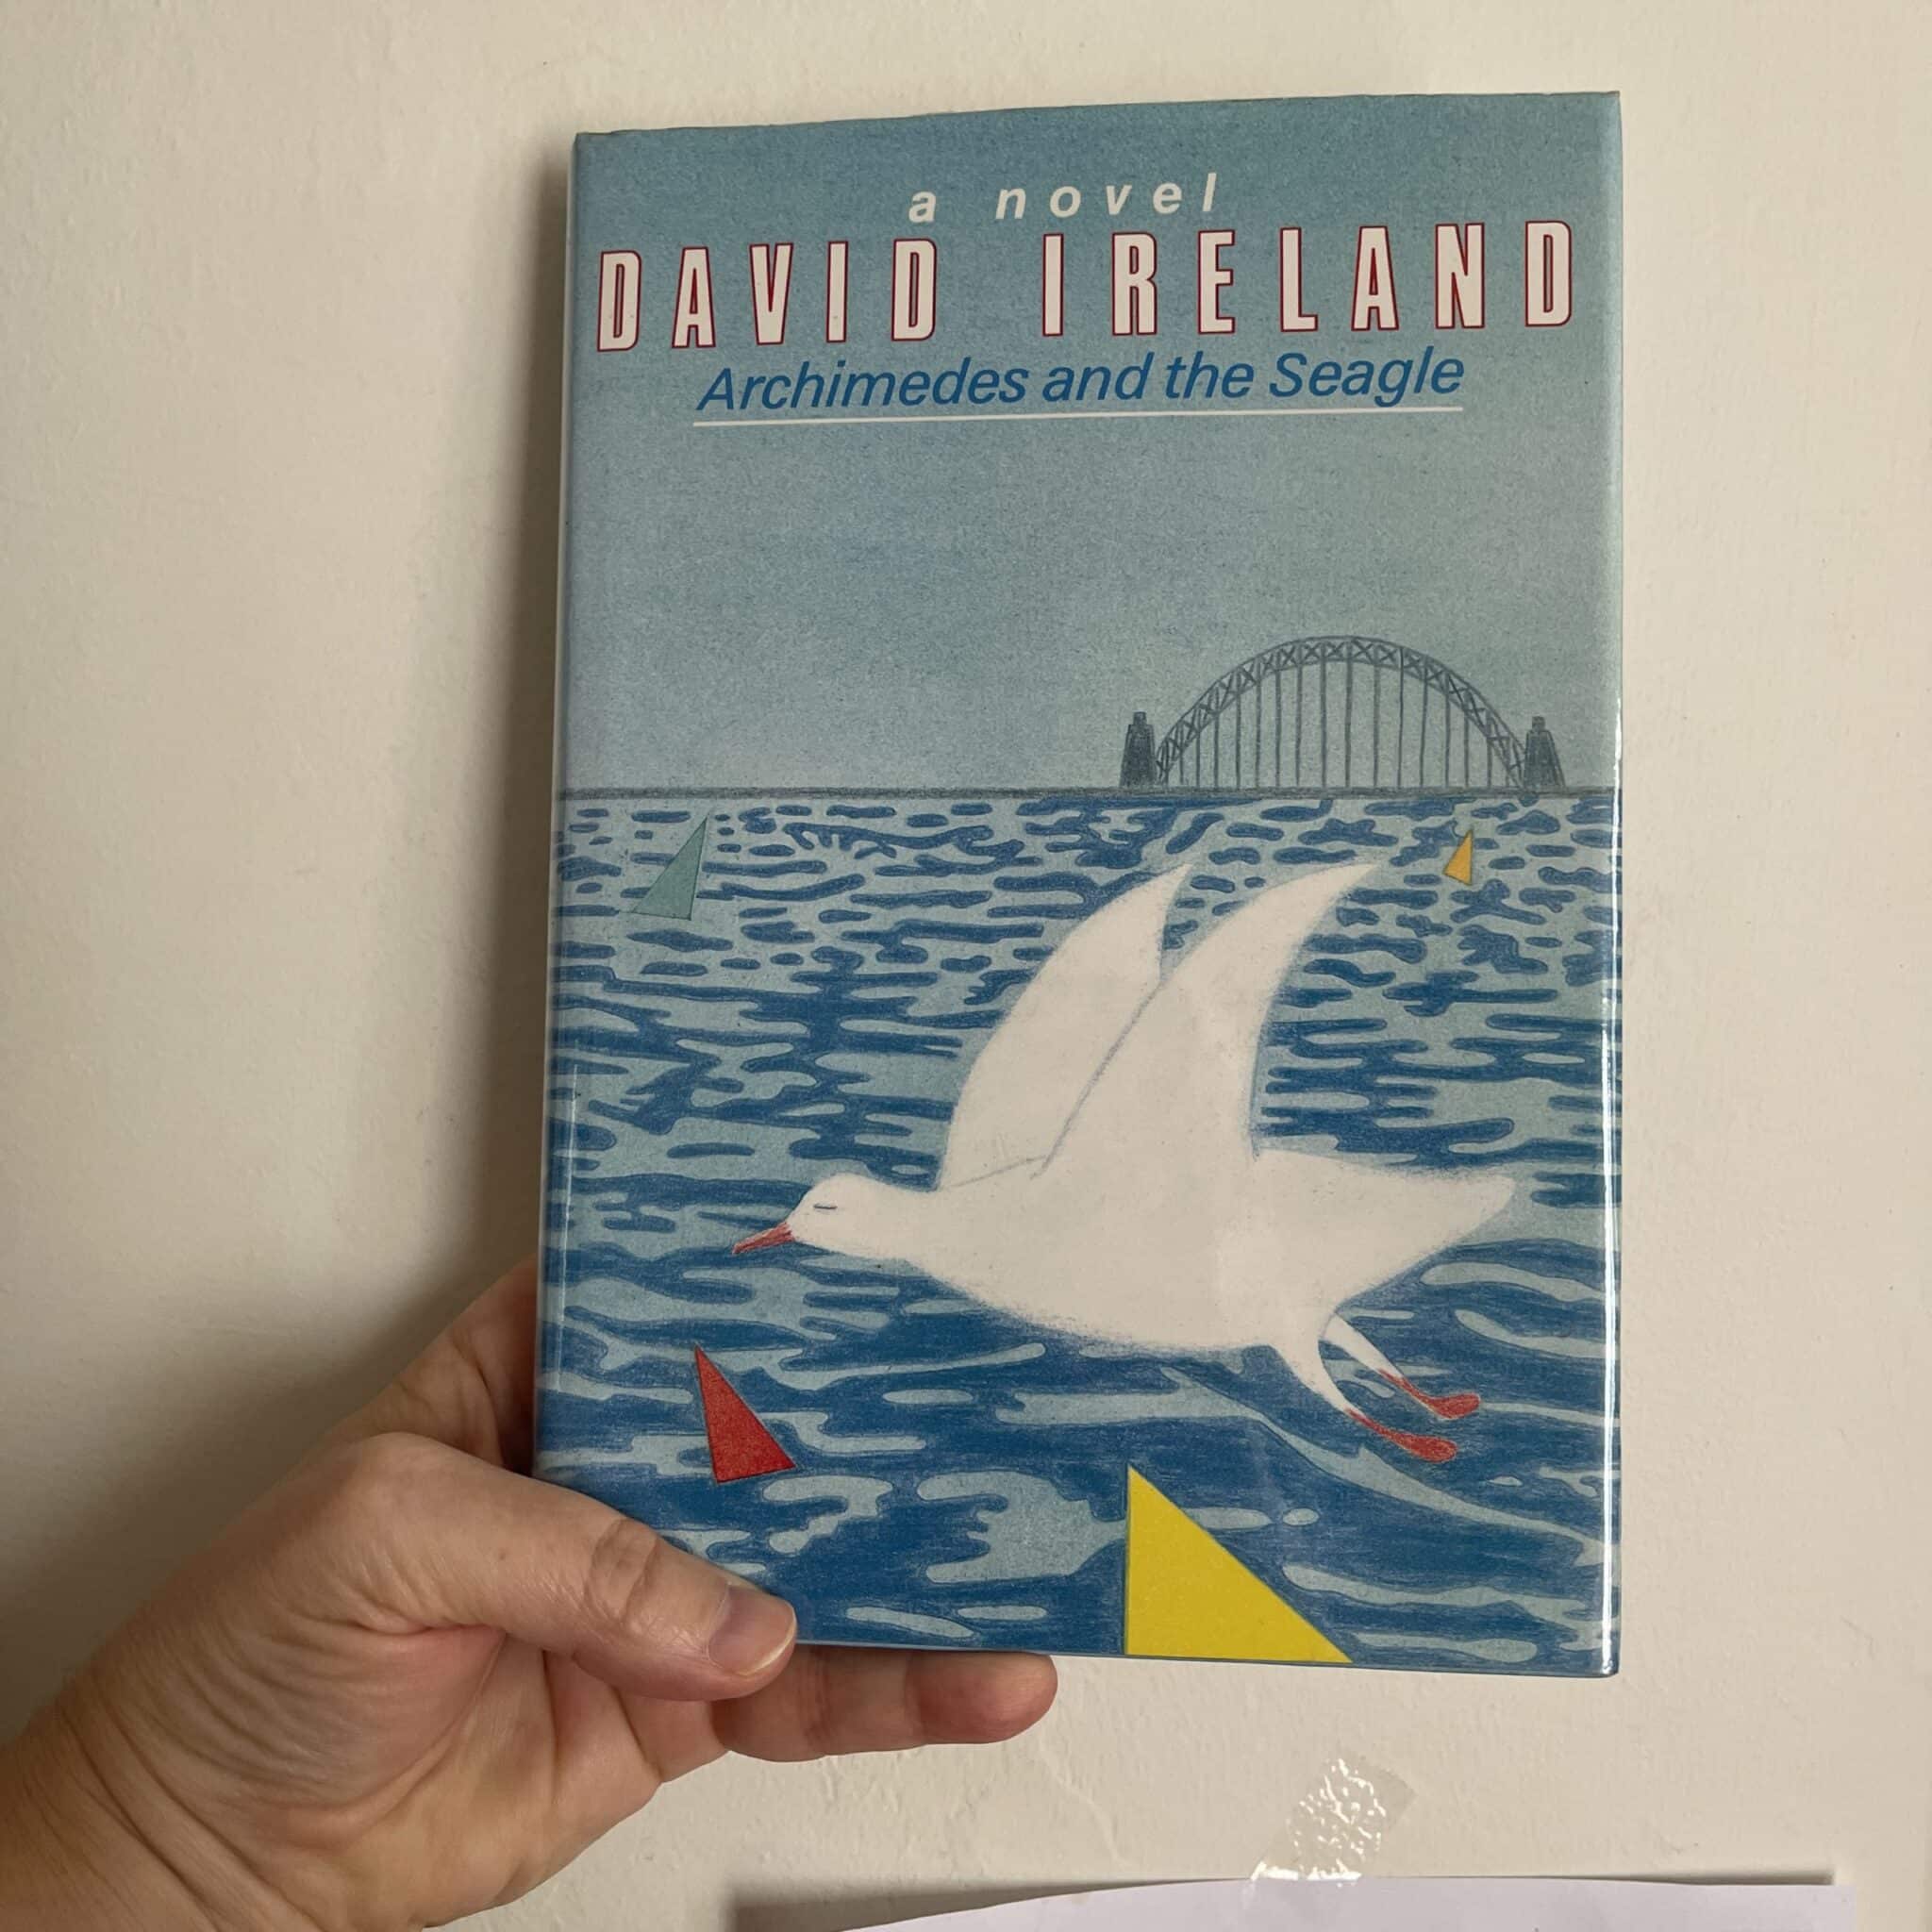 a novel
DAVID IRELAND
Archimedes and the Seagle